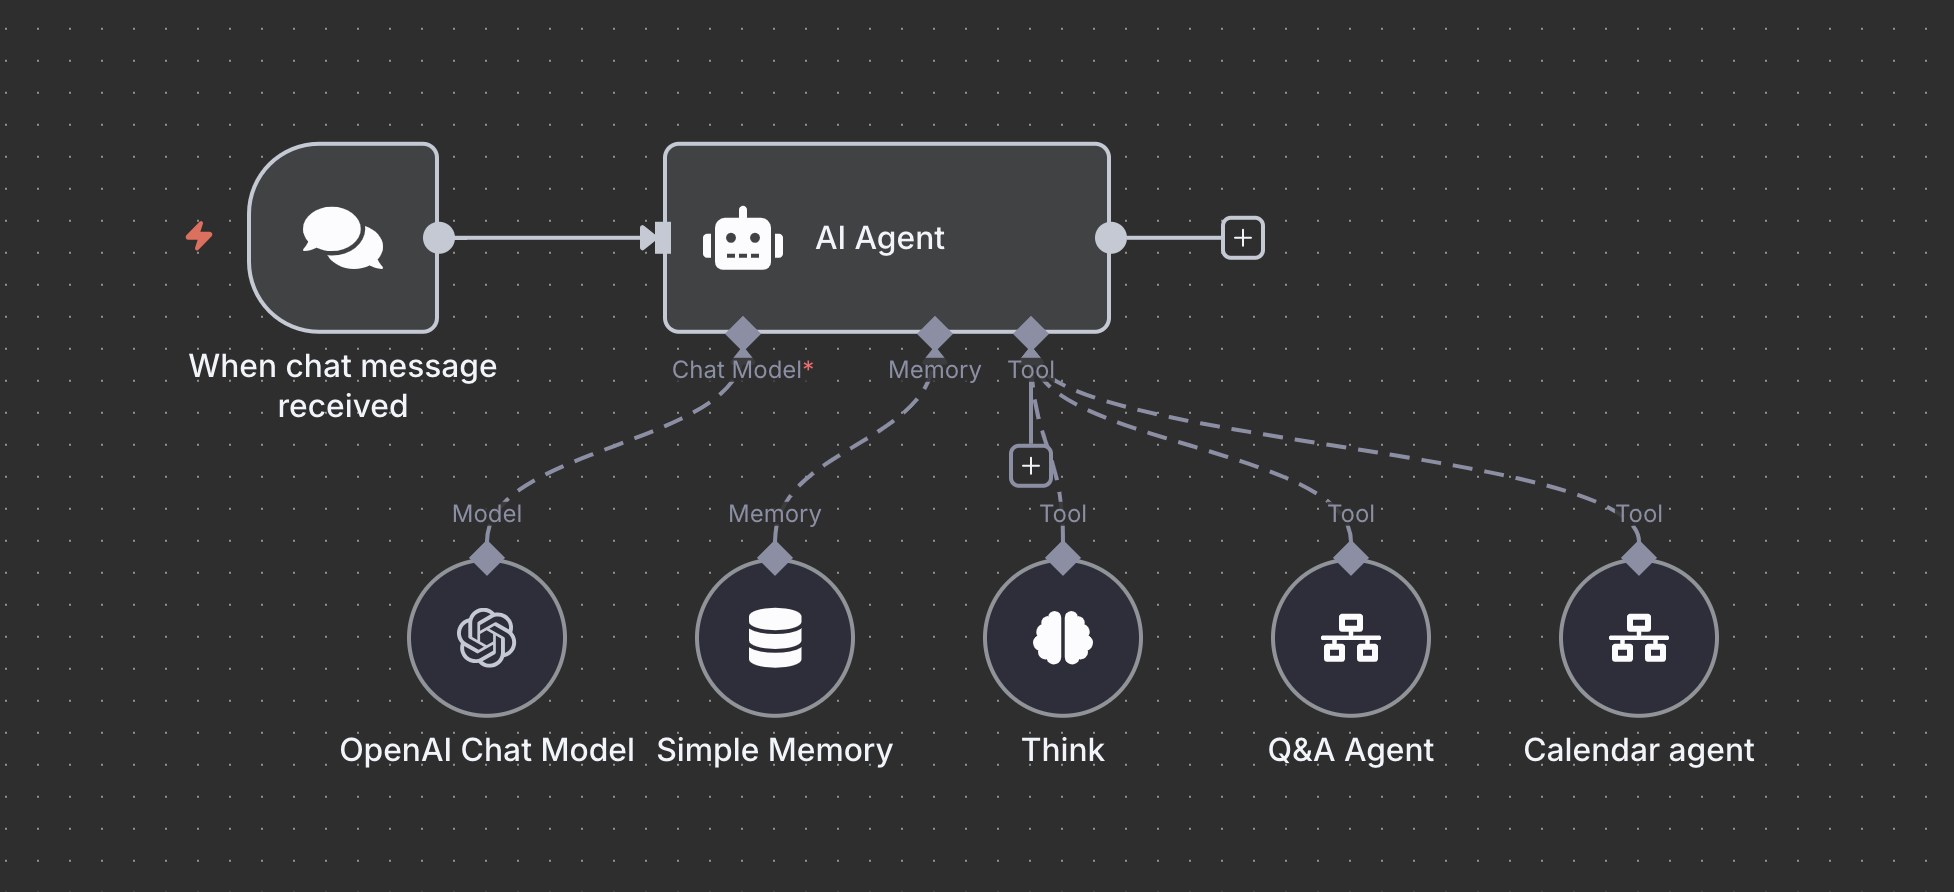 AI Agent
When chat message
received
Chat Model*
Memory
Tool
Model
Memory
Tool
Tool
Tool
OpenAI Chat Model
Simple Memory
Think
Q&A Agent
Calendar agent